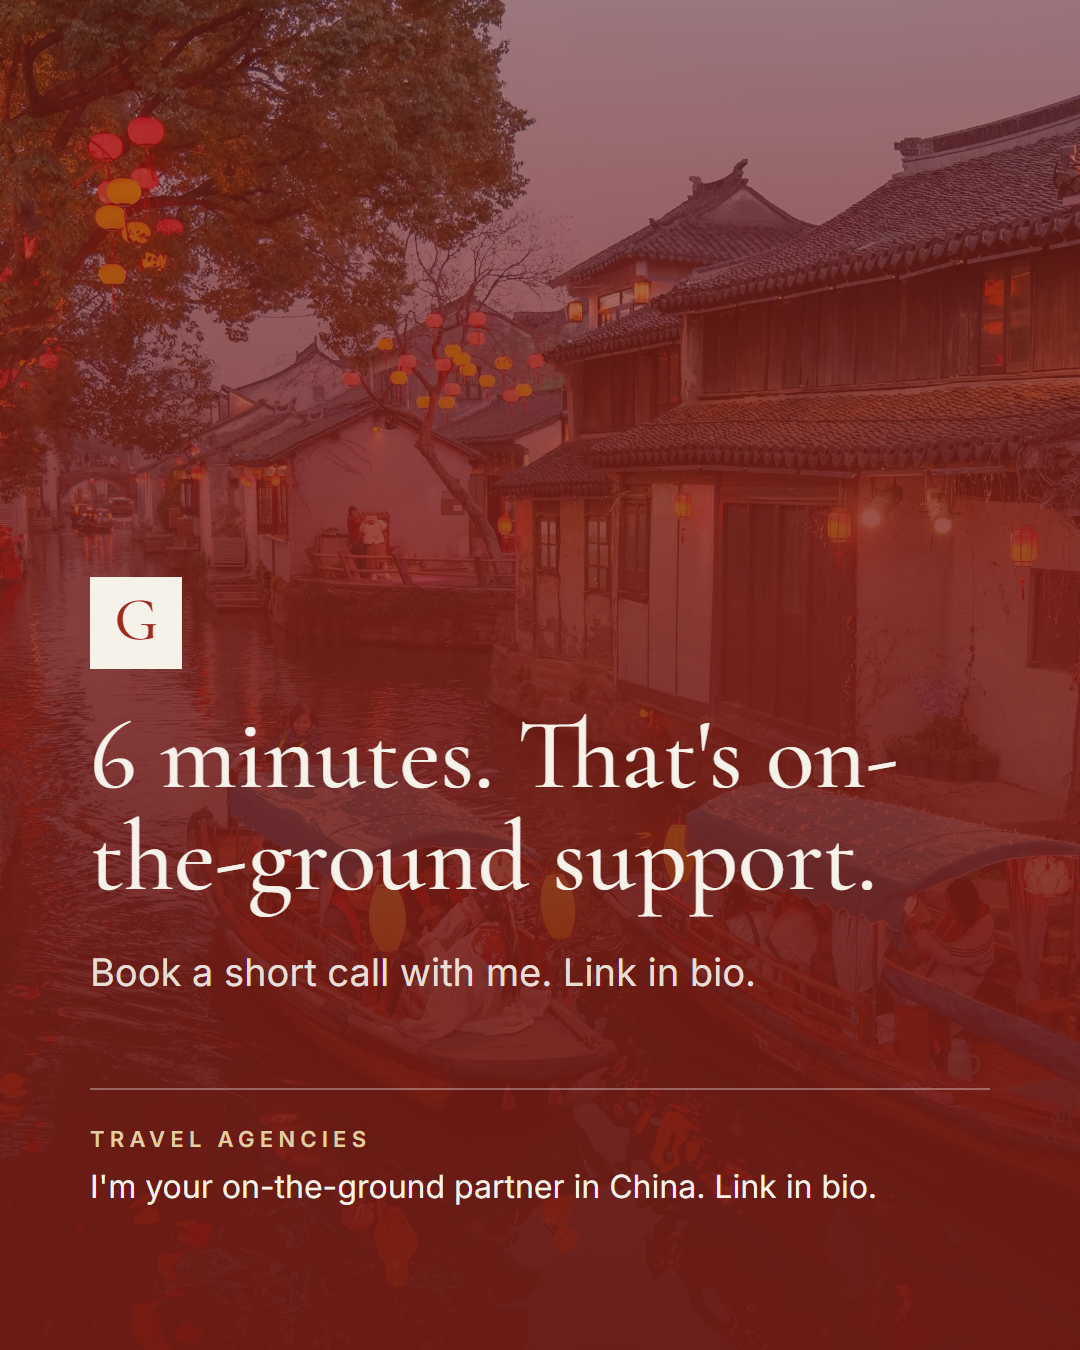 G
6 minutes. That's on-
the-ground support.
Book a short call with me. Link in bio.
TRAVEL AGENCIES
I'm your on-the-ground partner in China. Link in bio.